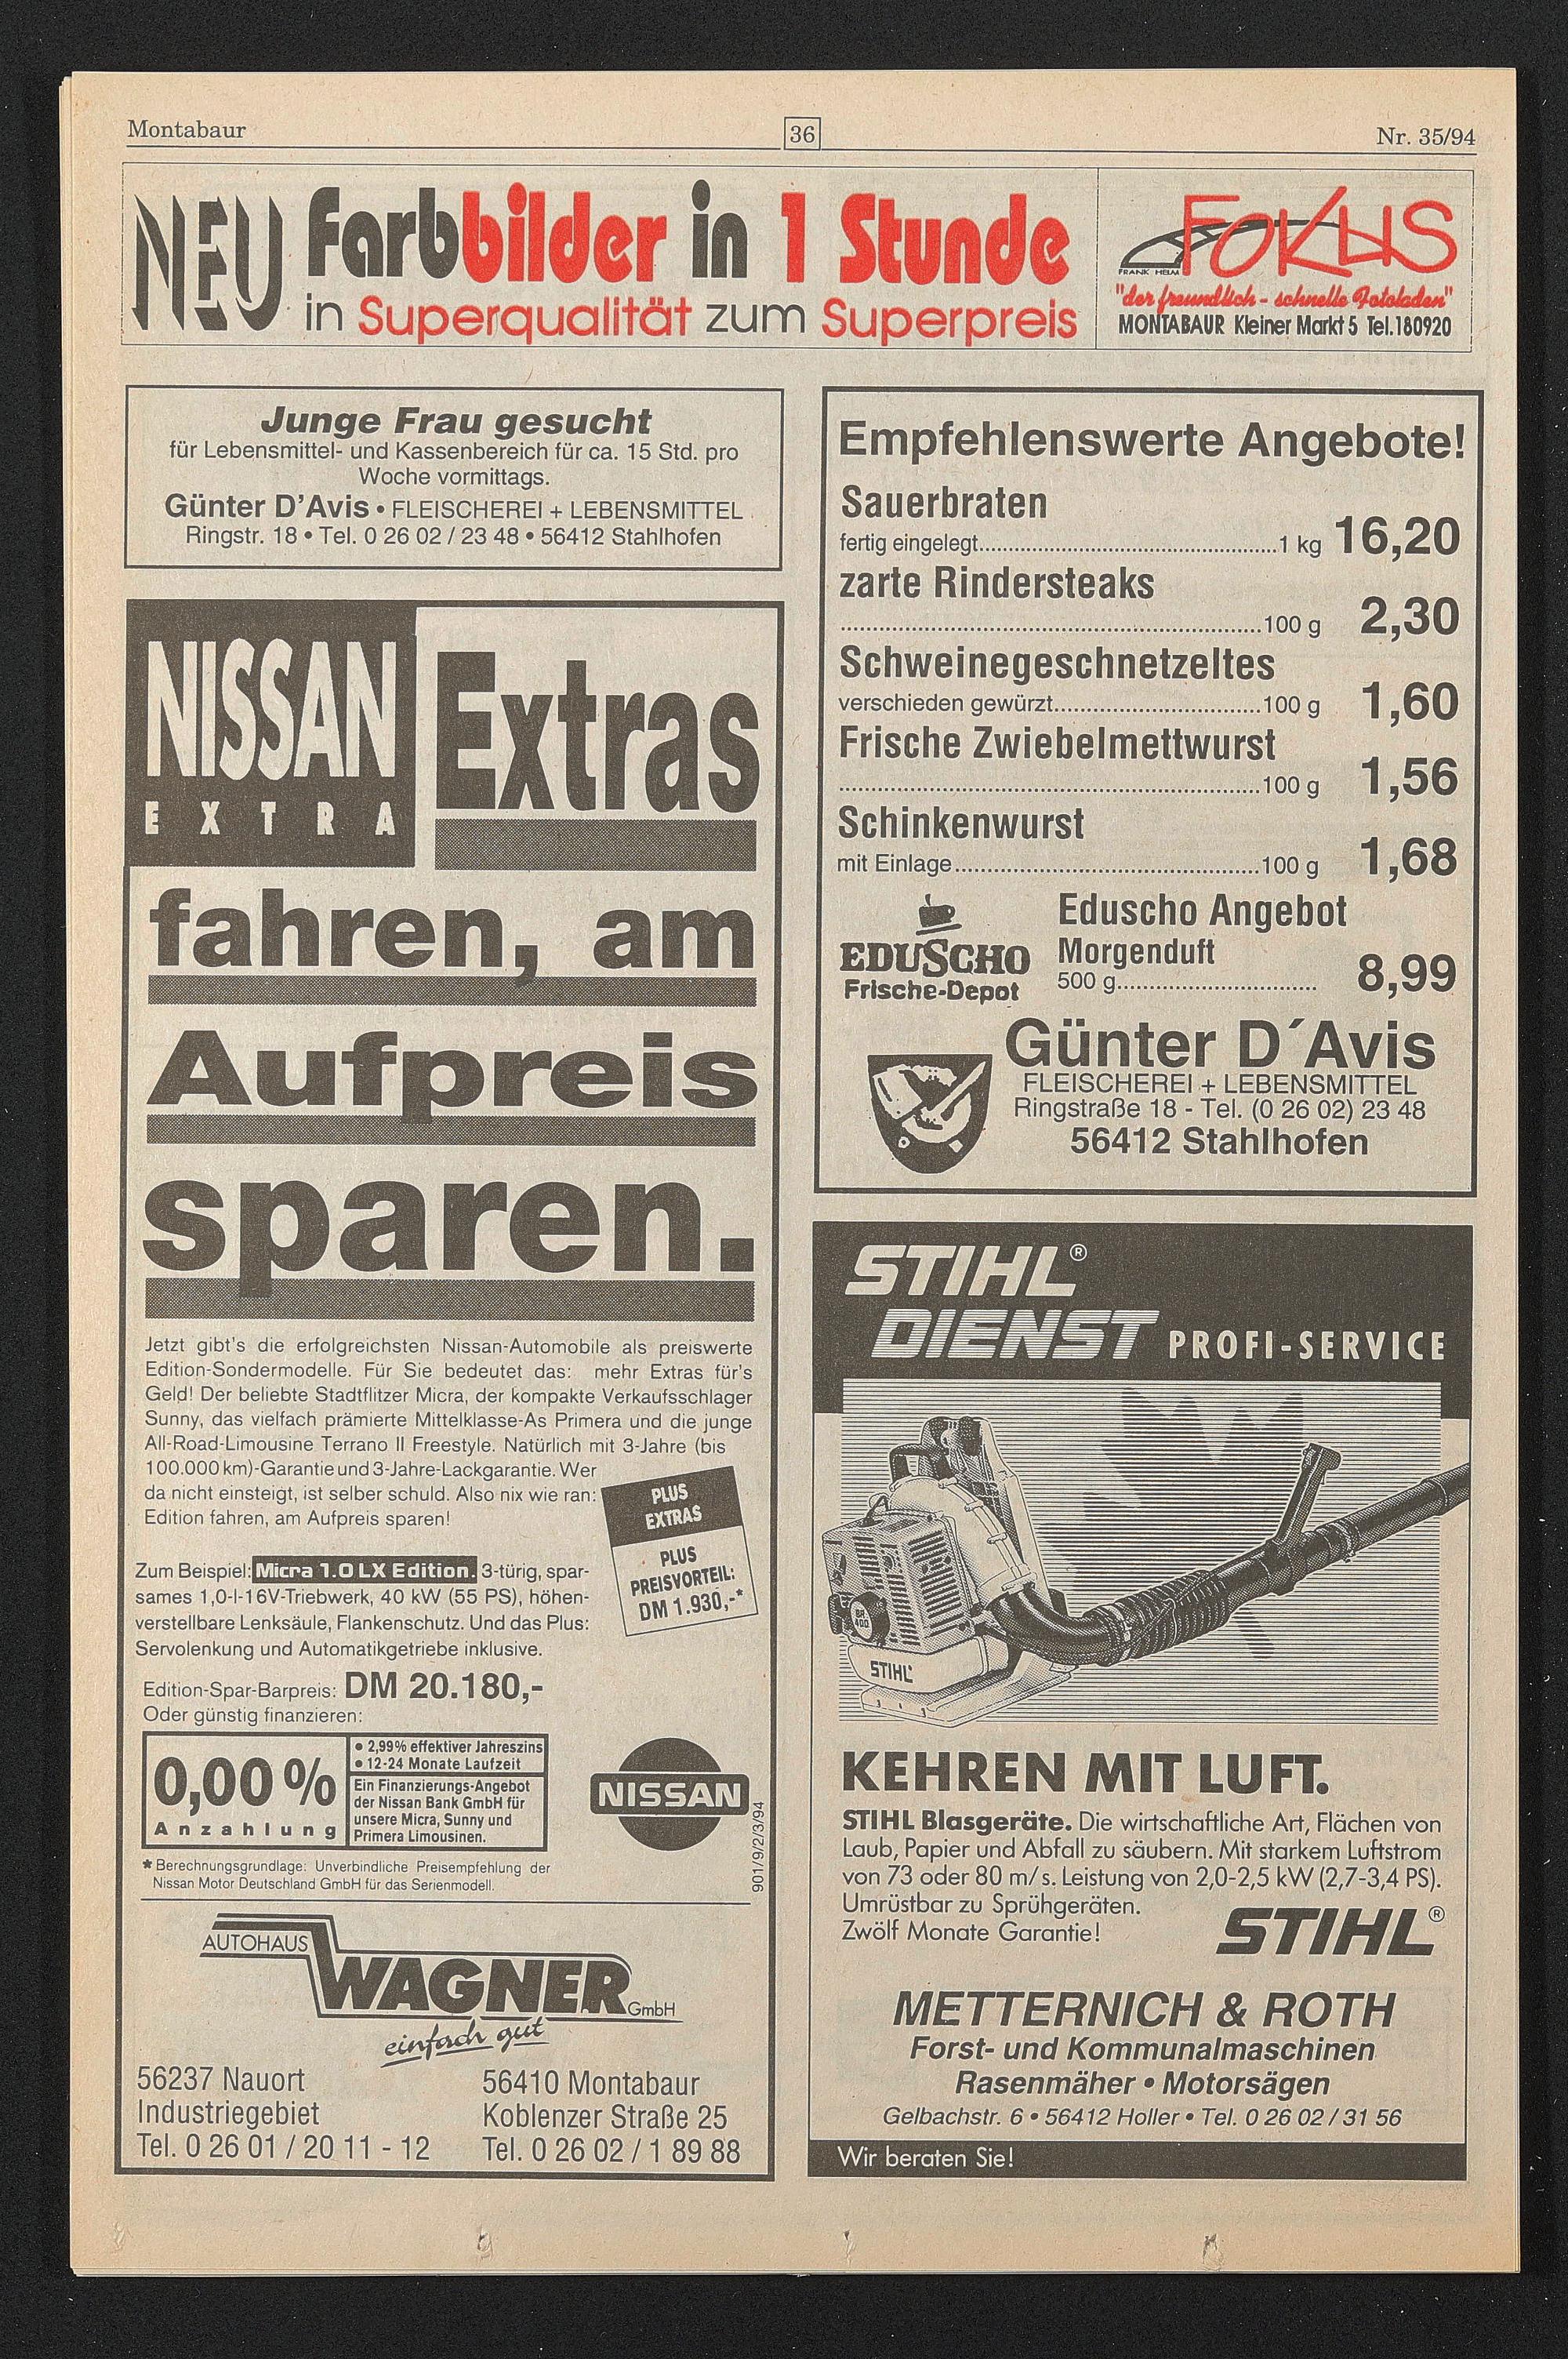 Montabaur
36
Nr. 35/94
NEU Farbbilder in 1 Stunde
in Superqualität zum Superpreis
FOKUS
FRANK HELM
"der freundlich - schnelle Fotoladen"
MONTABAUR Kleiner Markt 5 Tel. 180920
Junge Frau gesucht
für Lebensmittel- und Kassenbereich für ca. 15 Std. pro
Woche vormittags.
Günter D'Avis • FLEISCHEREI + LEBENSMITTEL
Ringstr. 18 • Tel. 0 26 02 / 23 48 • 56412 Stahlhofen
NISSAN
EXTRA
Extras
fahren, am
Aufpreis
sparen.
Jetzt gibt's die erfolgreichsten Nissan-Automobile als preiswerte
Edition-Sondermodelle. Für Sie bedeutet das: mehr Extras für's
Geld! Der beliebte Stadtflitzer Micra, der kompakte Verkaufsschlager
Sunny, das vielfach prämierte Mittelklasse-As Primera und die junge
All-Road-Limousine Terrano II Freestyle. Natürlich mit 3-Jahre (bis
100.000 km)-Garantie und 3-Jahre-Lackgarantie. Wer
da nicht einsteigt, ist selber schuld. Also nix wie ran:
Edition fahren, am Aufpreis sparen!
PLUS
EXTRAS
PLUS
PREISVORTEIL:
DM 1.930,-*
Zum Beispiel: Micra 1.0 LX Edition. 3-türig, spar-
sames 1,0-l-16V-Triebwerk, 40 kW (55 PS), höhen-
verstellbare Lenksäule, Flankenschutz. Und das Plus:
Servolenkung und Automatikgetriebe inklusive.
Edition-Spar-Barpreis: DM 20.180,-
Oder günstig finanzieren:
0,00 %
Anzahlung
• 2,99% effektiver Jahreszins
• 12-24 Monate Laufzeit
Ein Finanzierungs-Angebot
der Nissan Bank GmbH für
unsere Micra, Sunny und
Primera Limousinen.
NISSAN
901/9/2/3/94
* Berechnungsgrundlage: Unverbindliche Preisempfehlung der
Nissan Motor Deutschland GmbH für das Serienmodell.
AUTOHAUS
WAGNER GmbH
einfach gut
56237 Nauort
Industriegebiet
Tel. 0 26 01 / 20 11 - 12
56410 Montabaur
Koblenzer Straße 25
Tel. 0 26 02 / 1 89 88
Empfehlenswerte Angebote!
Sauerbraten
fertig eingelegt..................................................1 kg 16,20
zarte Rindersteaks
......................................................................100 g 2,30
Schweinegeschnetzeltes
verschieden gewürzt..................................100 g 1,60
Frische Zwiebelmettwurst
......................................................................100 g 1,56
Schinkenwurst
mit Einlage...................................................100 g 1,68
EDUSCHO
Frische-Depot
Eduscho Angebot
Morgenduft
500 g................................. 8,99
Günter D´Avis
FLEISCHEREI + LEBENSMITTEL
Ringstraße 18 - Tel. (0 26 02) 23 48
56412 Stahlhofen
STIHL®
DIENST PROFI-SERVICE
BR
400
STIHL
KEHREN MIT LUFT.
STIHL Blasgeräte. Die wirtschaftliche Art, Flächen von
Laub, Papier und Abfall zu säubern. Mit starkem Luftstrom
von 73 oder 80 m/s. Leistung von 2,0-2,5 kW (2,7-3,4 PS).
Umrüstbar zu Sprühgeräten.
Zwölf Monate Garantie!
STIHL®
METTERNICH & ROTH
Forst- und Kommunalmaschinen
Rasenmäher • Motorsägen
Gelbachstr. 6 • 56412 Holler • Tel. 0 26 02 / 31 56
Wir beraten Sie!